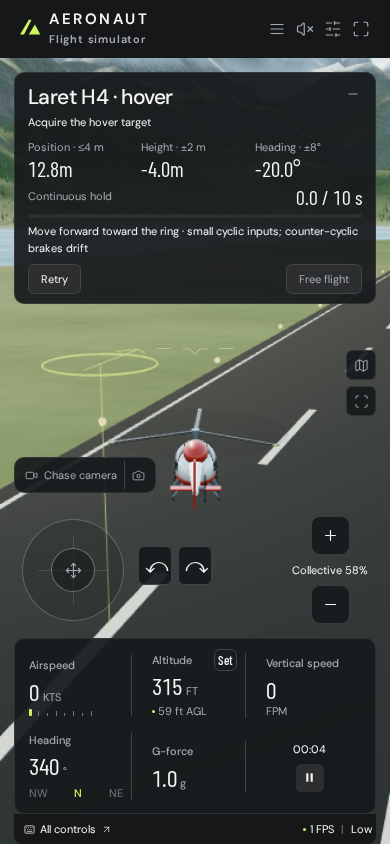 AERONAUT
Flight simulator
Laret H4 · hover
Acquire the hover target
Position · ≤4 m
Height · ±2 m
Heading · ±8°
12.8m
-4.0m
-20.0°
Continuous hold
0.0 / 10 s
Move forward toward the ring · small cyclic inputs; counter-cyclic
brakes drift
Retry
Free flight
Chase camera
Collective 58%
Airspeed
0 KTS
Altitude
Set
315 FT
59 ft AGL
Vertical speed
0
FPM
Heading
340 °
NW N NE
G-force
1.0 g
00:04
All controls ↗
1 FPS | Low